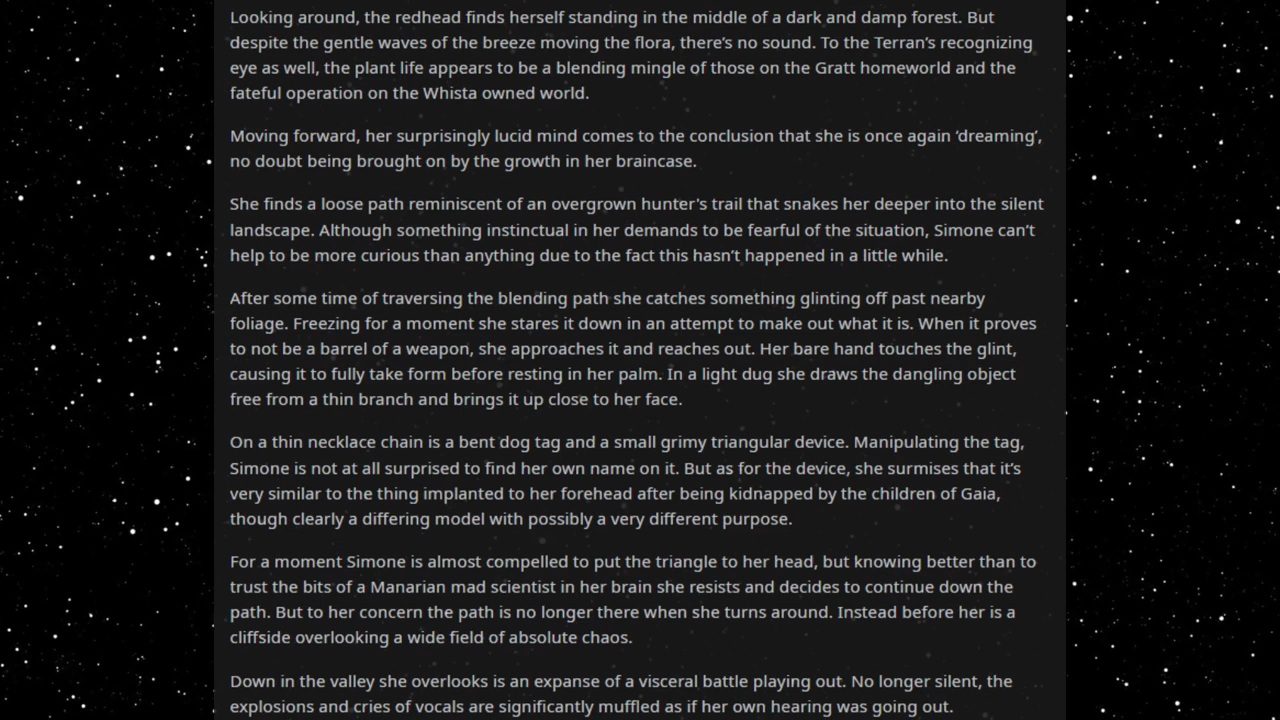 Looking around, the redhead finds herself standing in the middle of a dark and damp forest. But
despite the gentle waves of the breeze moving the flora, there’s no sound. To the Terran’s recognizing
eye as well, the plant life appears to be a blending mingle of those on the Gratt homeworld and the
fateful operation on the Whista owned world.
Moving forward, her surprisingly lucid mind comes to the conclusion that she is once again ‘dreaming’,
no doubt being brought on by the growth in her braincase.
She finds a loose path reminiscent of an overgrown hunter's trail that snakes her deeper into the silent
landscape. Although something instinctual in her demands to be fearful of the situation, Simone can’t
help to be more curious than anything due to the fact this hasn’t happened in a little while.
After some time of traversing the blending path she catches something glinting off past nearby
foliage. Freezing for a moment she stares it down in an attempt to make out what it is. When it proves
to not be a barrel of a weapon, she approaches it and reaches out. Her bare hand touches the glint,
causing it to fully take form before resting in her palm. In a light dug she draws the dangling object
free from a thin branch and brings it up close to her face.
On a thin necklace chain is a bent dog tag and a small grimy triangular device. Manipulating the tag,
Simone is not at all surprised to find her own name on it. But as for the device, she surmises that it’s
very similar to the thing implanted to her forehead after being kidnapped by the children of Gaia,
though clearly a differing model with possibly a very different purpose.
For a moment Simone is almost compelled to put the triangle to her head, but knowing better than to
trust the bits of a Manarian mad scientist in her brain she resists and decides to continue down the
path. But to her concern the path is no longer there when she turns around. Instead before her is a
cliffside overlooking a wide field of absolute chaos.
Down in the valley she overlooks is an expanse of a visceral battle playing out. No longer silent, the
explosions and cries of vocals are significantly muffled as if her own hearing was going out.